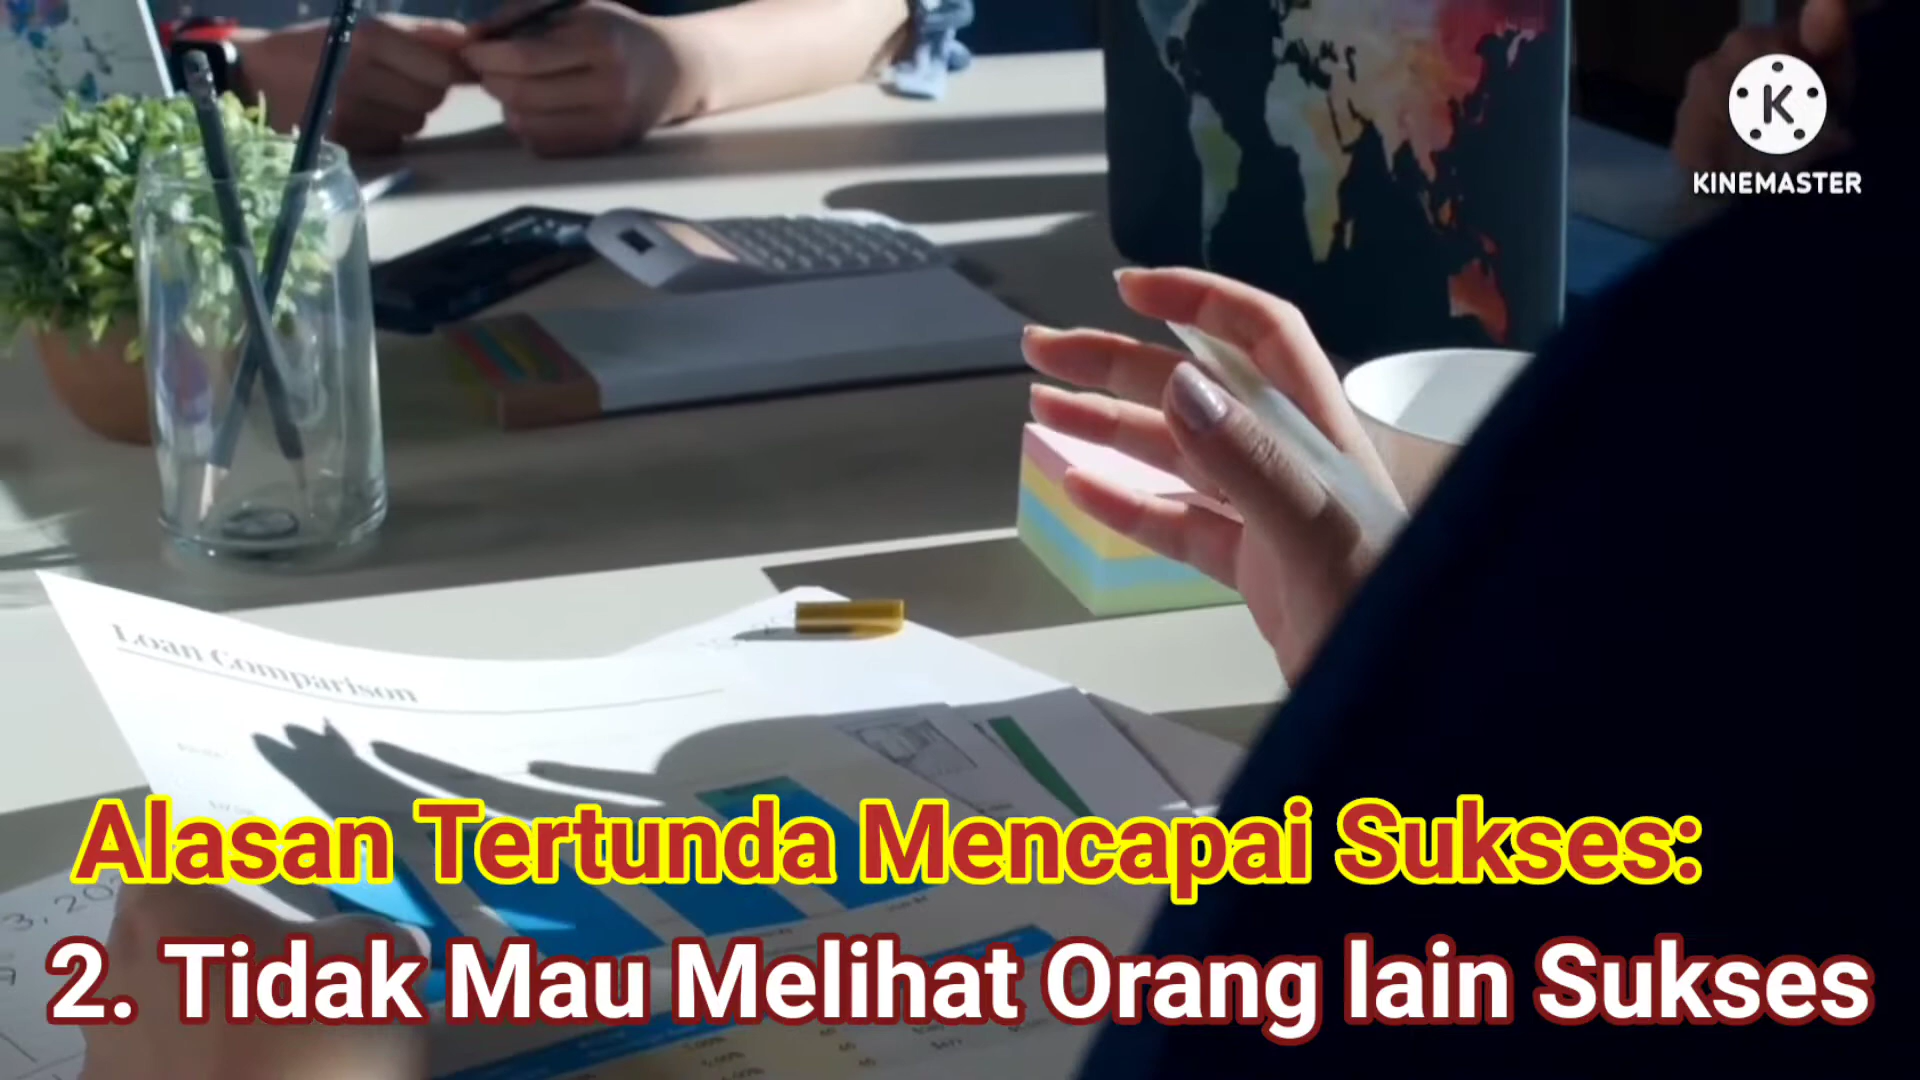 KINEMASTER
Loan Comparison
Alasan Tertunda Mencapai Sukses:
2. Tidak Mau Melihat Orang lain Sukses